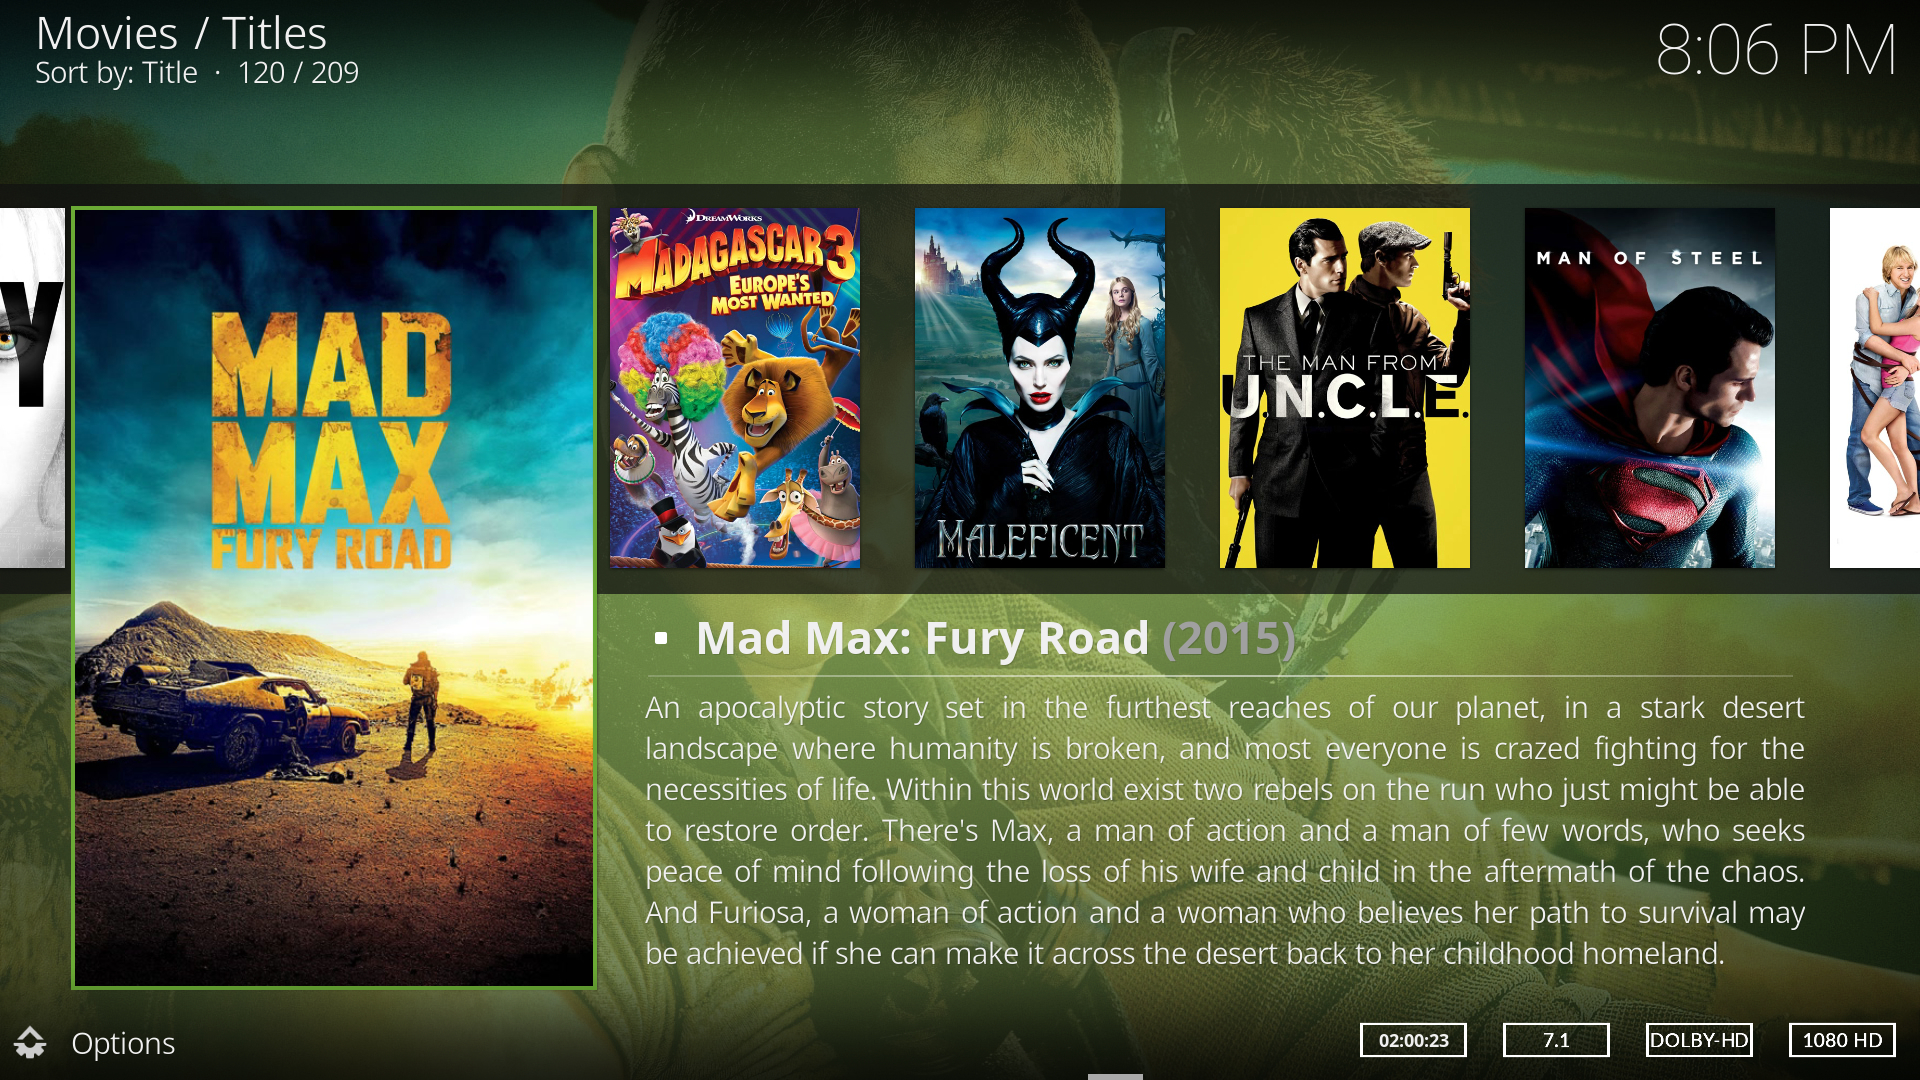 Movies / Titles
Sort by: Title · 120 / 209
8:06 PM
Y
MAD
MAX
FURY ROAD
DREAMWORKS
MADAGASCAR 3
EUROPE'S
MOST WANTED
MALEFICENT
THE MAN FROM
U.N.C.L.E.
MAN OF STEEL
Mad Max: Fury Road (2015)
An apocalyptic story set in the furthest reaches of our planet, in a stark desert
landscape where humanity is broken, and most everyone is crazed fighting for the
necessities of life. Within this world exist two rebels on the run who just might be able
to restore order. There's Max, a man of action and a man of few words, who seeks
peace of mind following the loss of his wife and child in the aftermath of the chaos.
And Furiosa, a woman of action and a woman who believes her path to survival may
be achieved if she can make it across the desert back to her childhood homeland.
Options
02:00:23
7.1
DOLBY-HD
1080 HD